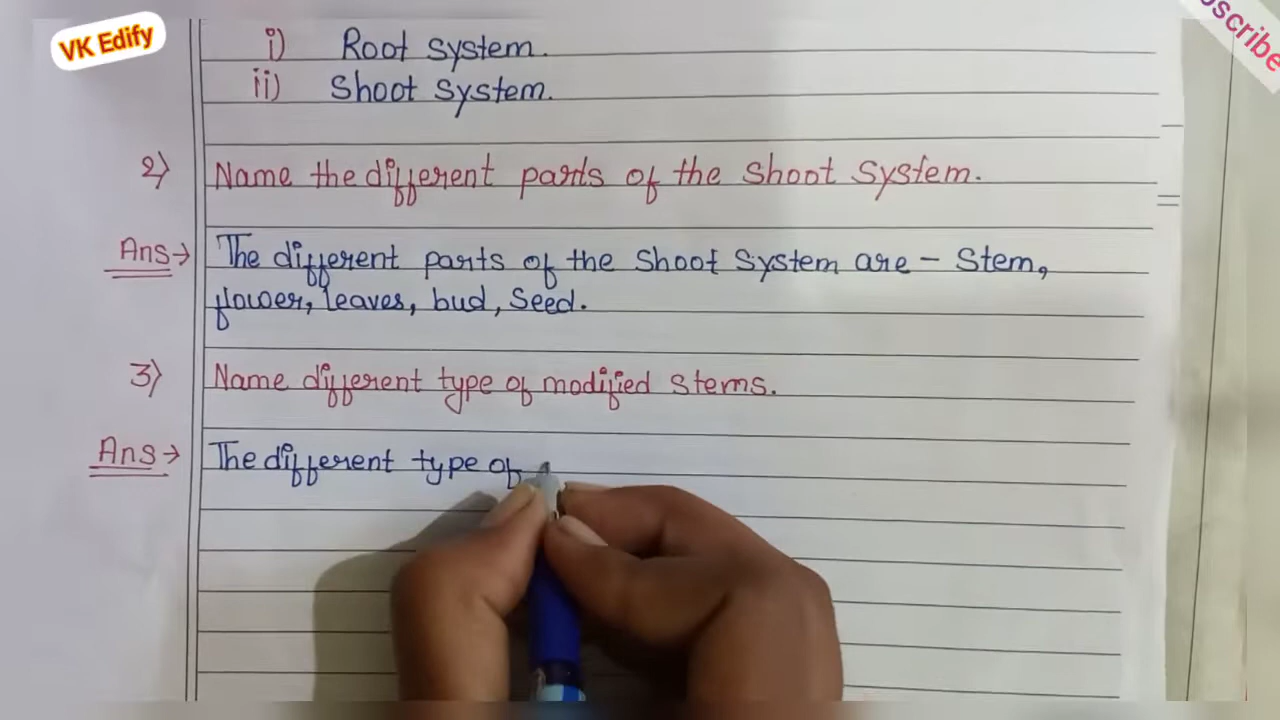 VK Edify
scribe
i) Root System.
ii) Shoot System.
2) Name the different parts of the Shoot System.
Ans→ The different parts of the Shoot System are - Stem,
flower, leaves, bud, Seed.
3) Name different type of modified Stems.
Ans→ The different type of